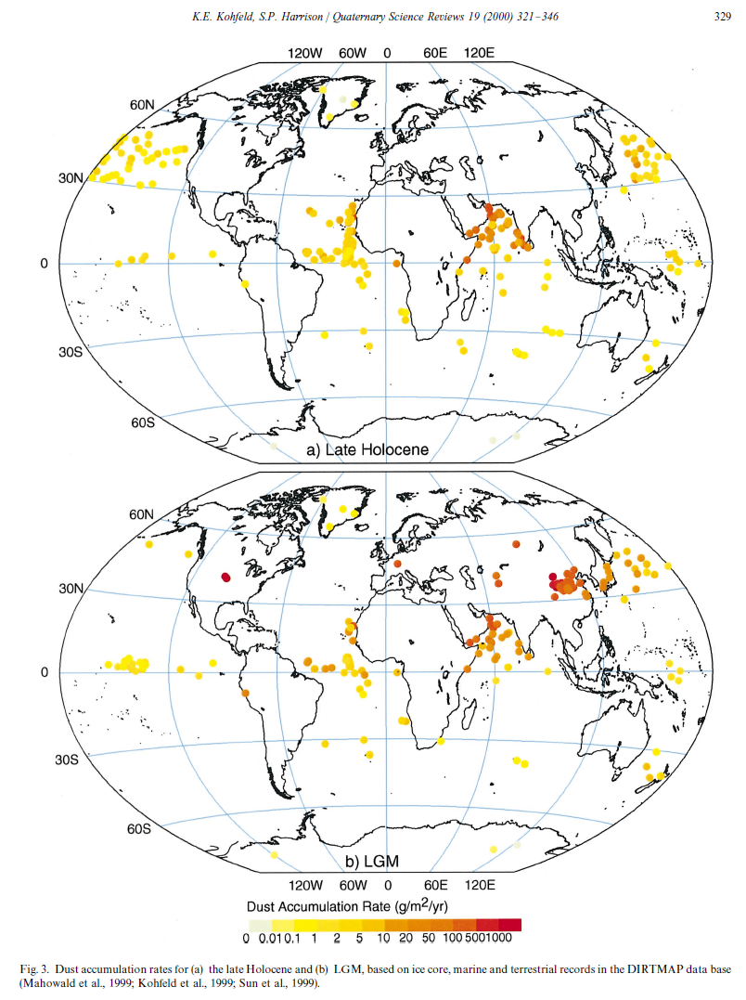 K.E. Kohfeld, S.P. Harrison / Quaternary Science Reviews 19 (2000) 321–346 329
120W 60W 0 60E 120E
60N
30N
0
30S
60S
a) Late Holocene
60N
30N
0
30S
60S
b) LGM
120W 60W 0 60E 120E
Dust Accumulation Rate (g/m2/yr)
0 0.01 0.1 1 2 5 10 20 50 100 500 1000
Fig. 3. Dust accumulation rates for (a) the late Holocene and (b) LGM, based on ice core, marine and terrestrial records in the DIRTMAP data base
(Mahowald et al., 1999; Kohfeld et al., 1999; Sun et al., 1999).